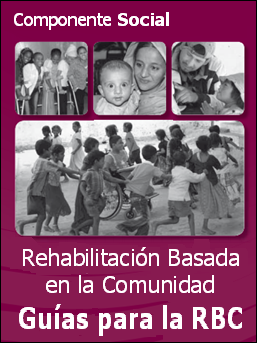 Componente Social
Rehabilitación Basada
en la Comunidad
Guías para la RBC